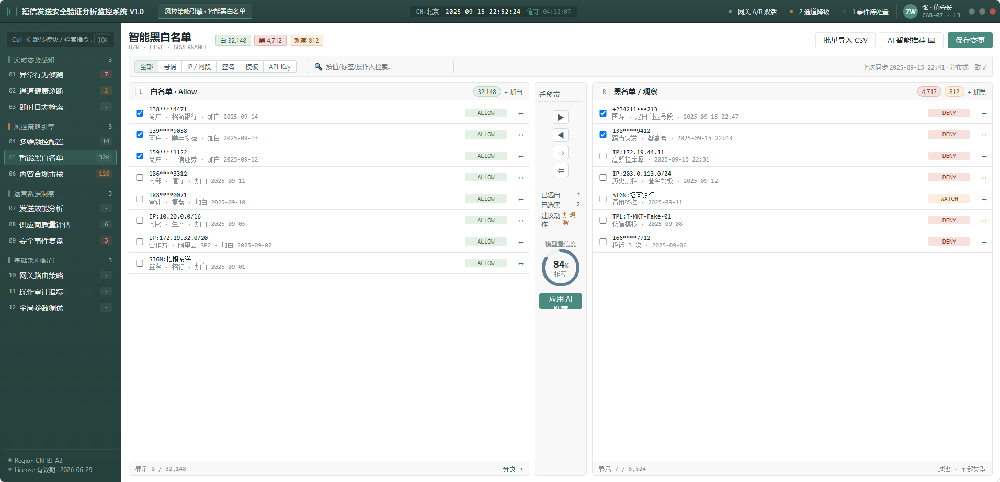 短信发送安全验证分析监控系统 V1.0
风控策略引擎 › 智能黑白名单
CN·北京 2025-09-15 22:52:24 值守 04:12:07
网关 A/B 双活
2 通道降级
1 事件待处置
ZW
张 · 值守长
CAB-07 · L3
Ctrl+K 跳转模块 / 检索指令 / ⌘K
实时态势感知 3
01 异常行为侦测 7
02 通道健康诊断 2
03 即时日志检索 ·
风控策略引擎 3
04 多维频控配置 14
05 智能黑白名单 32k
06 内容合规审核 128
运营数据洞察 3
07 发送效能分析 ·
08 供应商质量评估 6
09 安全事件复盘 3
基础架构配置 3
10 网关路由策略 ·
11 操作审计追踪 ·
12 全局参数调优 ·
Region CN-BJ-A2
License 有效期 · 2026-06-29
智能黑白名单
B/W · LIST · GOVERNANCE
白 32,148
黑 4,712
观察 812
批量导入 CSV
AI 智能推荐
保存变更
全部 号码 IP / 网段 签名 模板 API-Key
按值/标签/操作人检索…
上次同步 2025-09-15 22:41 · 分布式一致 ✓
L 白名单 · Allow 32,148 + 加白
138****4471
商户 · 招商银行 · 加白 2025-09-14
ALLOW ↔
139****9038
商户 · 顺丰物流 · 加白 2025-09-13
ALLOW ↔
159****1122
商户 · 中信证券 · 加白 2025-09-12
ALLOW ↔
186****3312
内部 · 值守 · 加白 2025-09-11
ALLOW ↔
188****0071
审计 · 复盘 · 加白 2025-09-10
ALLOW ↔
IP:10.20.0.0/16
内网 · 生产 · 加白 2025-09-05
ALLOW ↔
IP:172.19.32.0/20
合作方 · 阿里云 SP2 · 加白 2025-09-02
ALLOW ↔
SIGN:招银发送
签名 · 招行 · 加白 2025-09-01
ALLOW ↔
显示 8 / 32,148
分页 →
迁移带
▶
◀
⇒
⇐
已选白 3
已选黑 2
建议动作 加观察
模型置信度
84%
推荐
应用 AI
推荐
R 黑名单 / 观察 4,712 812 + 加黑
+234211•••213
国际 · 尼日利亚号段 · 2025-09-15 22:47
DENY ↔
138****9412
跨省突发 · 疑刷号 · 2025-09-15 22:43
DENY ↔
IP:172.19.44.11
高频撞库源 · 2025-09-15 22:31
DENY ↔
IP:203.0.113.0/24
历史黑档 · 匿名跳板 · 2025-09-12
DENY ↔
SIGN:招商银行
冒用签名 · 2025-09-11
WATCH ↔
TPL:T-MKT-Fake-01
仿冒模板 · 2025-09-08
DENY ↔
166****7712
投诉 3 次 · 2025-09-06
DENY ↔
显示 7 / 5,524
过滤 · 全部类型